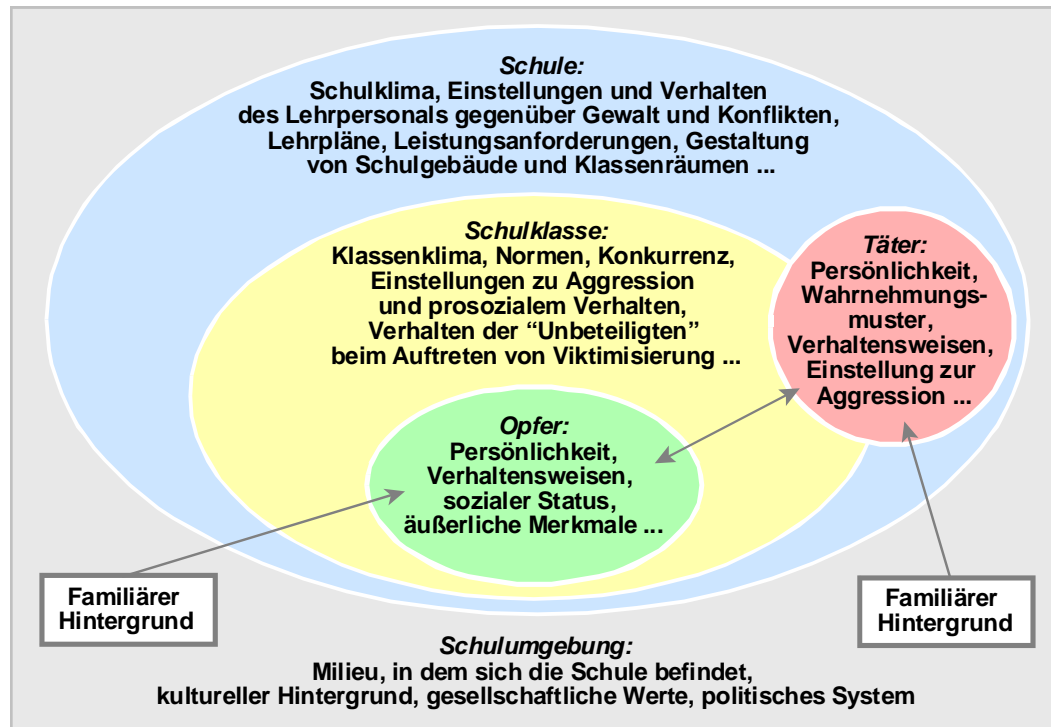 Schule:
Schulklima, Einstellungen und Verhalten
des Lehrpersonals gegenüber Gewalt und Konflikten,
Lehrpläne, Leistungsanforderungen, Gestaltung
von Schulgebäude und Klassenräumen ...
Schulklasse:
Klassenklima, Normen, Konkurrenz,
Einstellungen zu Aggression
und prosozialem Verhalten,
Verhalten der “Unbeteiligten”
beim Auftreten von Viktimisierung ...
Täter:
Persönlichkeit,
Wahrnehmungs-
muster,
Verhaltensweisen,
Einstellung zur
Aggression ...
Opfer:
Persönlichkeit,
Verhaltensweisen,
sozialer Status,
äußerliche Merkmale ...
Familiärer
Hintergrund
Familiärer
Hintergrund
Schulumgebung:
Milieu, in dem sich die Schule befindet,
kultureller Hintergrund, gesellschaftliche Werte, politisches System